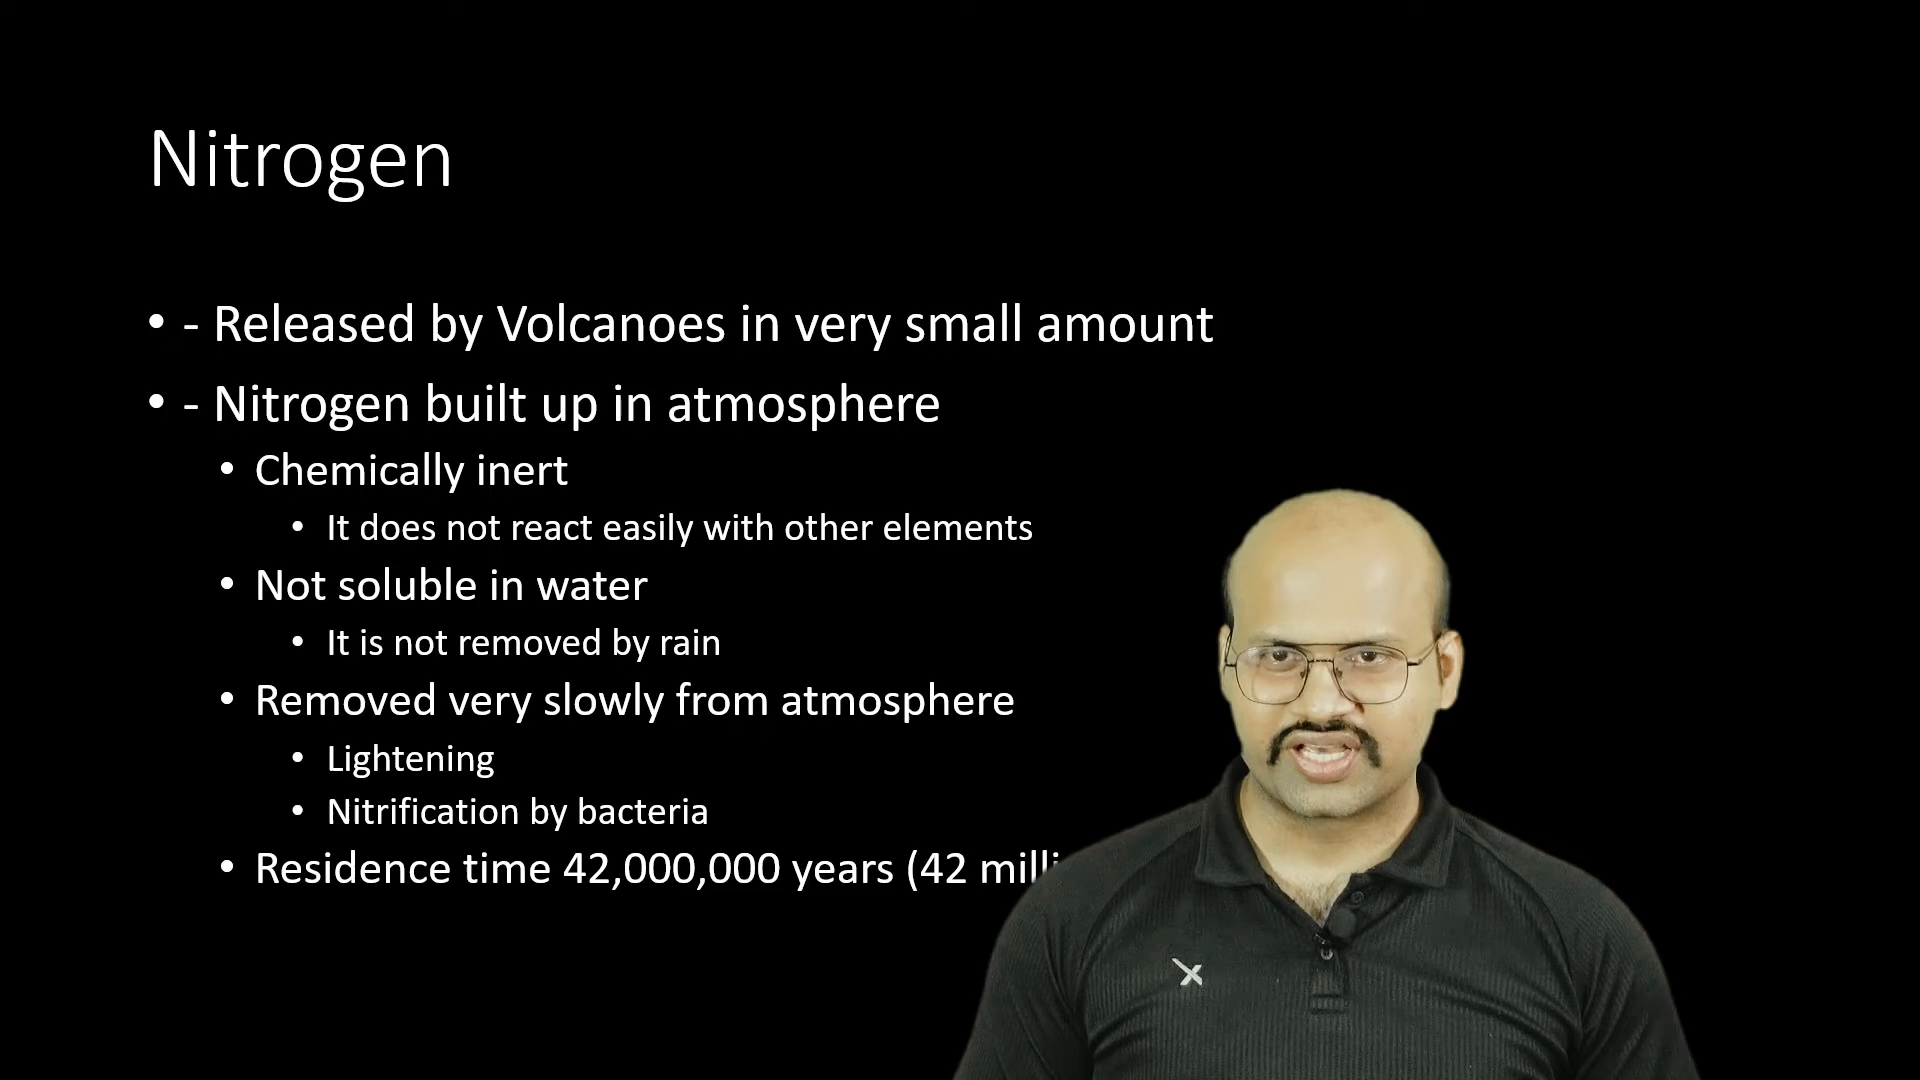 Nitrogen
• - Released by Volcanoes in very small amount
• - Nitrogen built up in atmosphere
• Chemically inert
• It does not react easily with other elements
• Not soluble in water
• It is not removed by rain
• Removed very slowly from atmosphere
• Lightening
• Nitrification by bacteria
• Residence time 42,000,000 years (42 milli